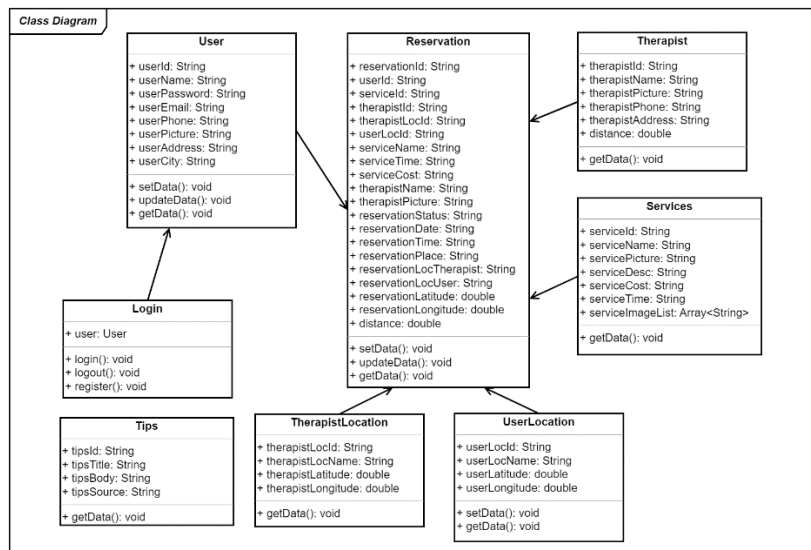 Class Diagram
User
+ userId: String
+ userName: String
+ userPassword: String
+ userEmail: String
+ userPhone: String
+ userPicture: String
+ userAddress: String
+ userCity: String
+ setData(): void
+ updateData(): void
+ getData(): void
Reservation
+ reservationId: String
+ userId: String
+ serviceId: String
+ therapistId: String
+ therapistLocId: String
+ userLocId: String
+ serviceName: String
+ serviceTime: String
+ serviceCost: String
+ therapistName: String
+ therapistPicture: String
+ reservationStatus: String
+ reservationDate: String
+ reservationTime: String
+ reservationPlace: String
+ reservationLocTherapist: String
+ reservationLocUser: String
+ reservationLatitude: double
+ reservationLongitude: double
+ distance: double
+ setData(): void
+ updateData(): void
+ getData(): void
Therapist
+ therapistId: String
+ therapistName: String
+ therapistPicture: String
+ therapistPhone: String
+ therapistAddress: String
+ distance: double
+ getData(): void
Services
+ serviceId: String
+ serviceName: String
+ servicePicture: String
+ serviceDesc: String
+ serviceCost: String
+ serviceTime: String
+ serviceImageList: Array<String>
+ getData(): void
Login
+ user: User
+ login(): void
+ logout(): void
+ register(): void
Tips
+ tipsId: String
+ tipsTitle: String
+ tipsBody: String
+ tipsSource: String
+ getData(): void
TherapistLocation
+ therapistLocId: String
+ therapistLocName: String
+ therapistLatitude: double
+ therapistLongitude: double
+ getData(): void
UserLocation
+ userLocId: String
+ userLocName: String
+ userLatitude: double
+ userLongitude: double
+ setData(): void
+ getData(): void